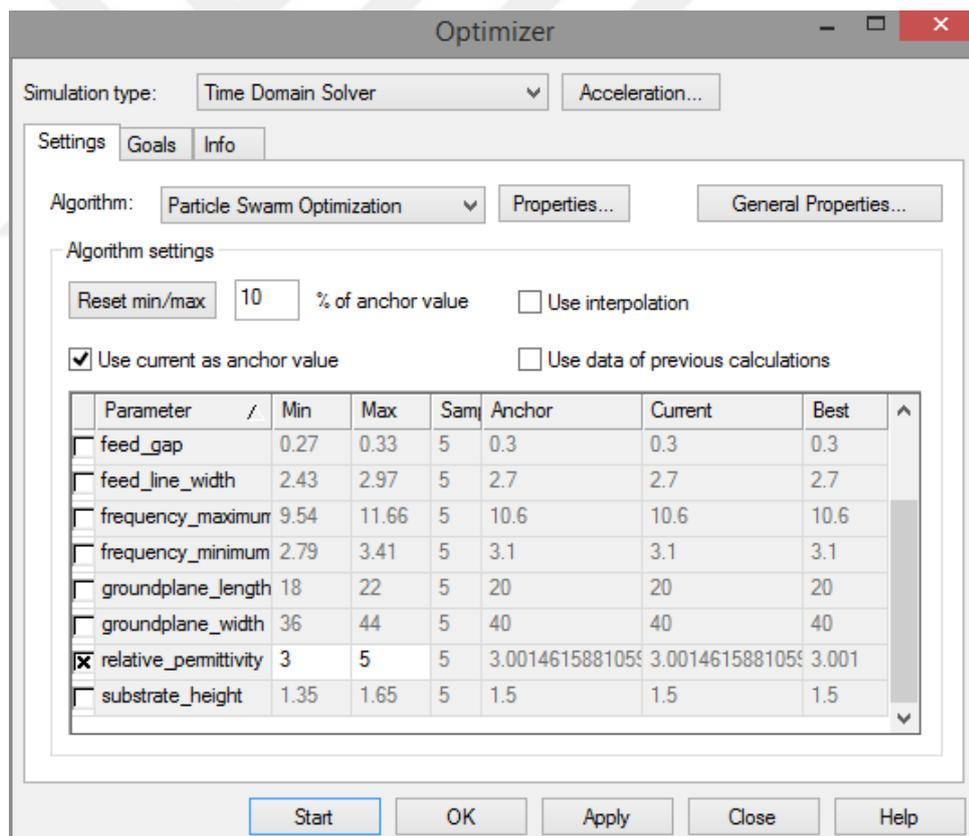 Optimizer
Simulation type: Time Domain Solver Acceleration...
Settings Goals Info
Algorithm: Particle Swarm Optimization Properties... General Properties...
Algorithm settings
Reset min/max 10 % of anchor value Use interpolation
Use current as anchor value Use data of previous calculations
Parameter Min Max Samp Anchor Current Best
feed_gap 0.27 0.33 5 0.3 0.3 0.3
feed_line_width 2.43 2.97 5 2.7 2.7 2.7
frequency_maximum 9.54 11.66 5 10.6 10.6 10.6
frequency_minimum 2.79 3.41 5 3.1 3.1 3.1
groundplane_length 18 22 5 20 20 20
groundplane_width 36 44 5 40 40 40
relative_permittivity 3 5 5 3.0014615881059 3.0014615881059 3.001
substrate_height 1.35 1.65 5 1.5 1.5 1.5
Start OK Apply Close Help